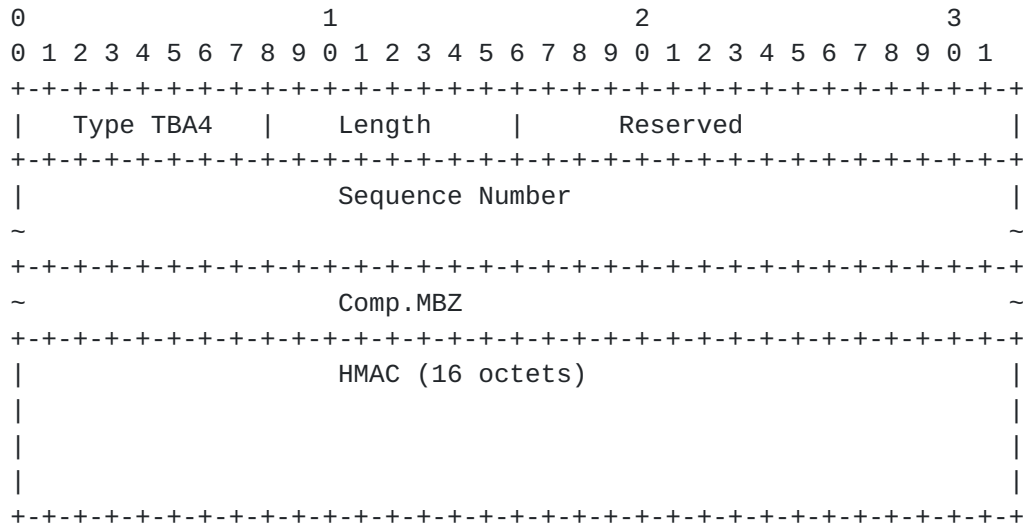 0                   1                   2                   3
0 1 2 3 4 5 6 7 8 9 0 1 2 3 4 5 6 7 8 9 0 1 2 3 4 5 6 7 8 9 0 1
+-+-+-+-+-+-+-+-+-+-+-+-+-+-+-+-+-+-+-+-+-+-+-+-+-+-+-+-+-+-+-+-+
|   Type TBA4   |    Length     |      Reserved                 |
+-+-+-+-+-+-+-+-+-+-+-+-+-+-+-+-+-+-+-+-+-+-+-+-+-+-+-+-+-+-+-+-+
|                    Sequence Number                            |
~                                                               ~
+-+-+-+-+-+-+-+-+-+-+-+-+-+-+-+-+-+-+-+-+-+-+-+-+-+-+-+-+-+-+-+-+
~                    Comp.MBZ                                   ~
+-+-+-+-+-+-+-+-+-+-+-+-+-+-+-+-+-+-+-+-+-+-+-+-+-+-+-+-+-+-+-+-+
|                    HMAC (16 octets)                           |
|                                                               |
|                                                               |
|                                                               |
+-+-+-+-+-+-+-+-+-+-+-+-+-+-+-+-+-+-+-+-+-+-+-+-+-+-+-+-+-+-+-+-+